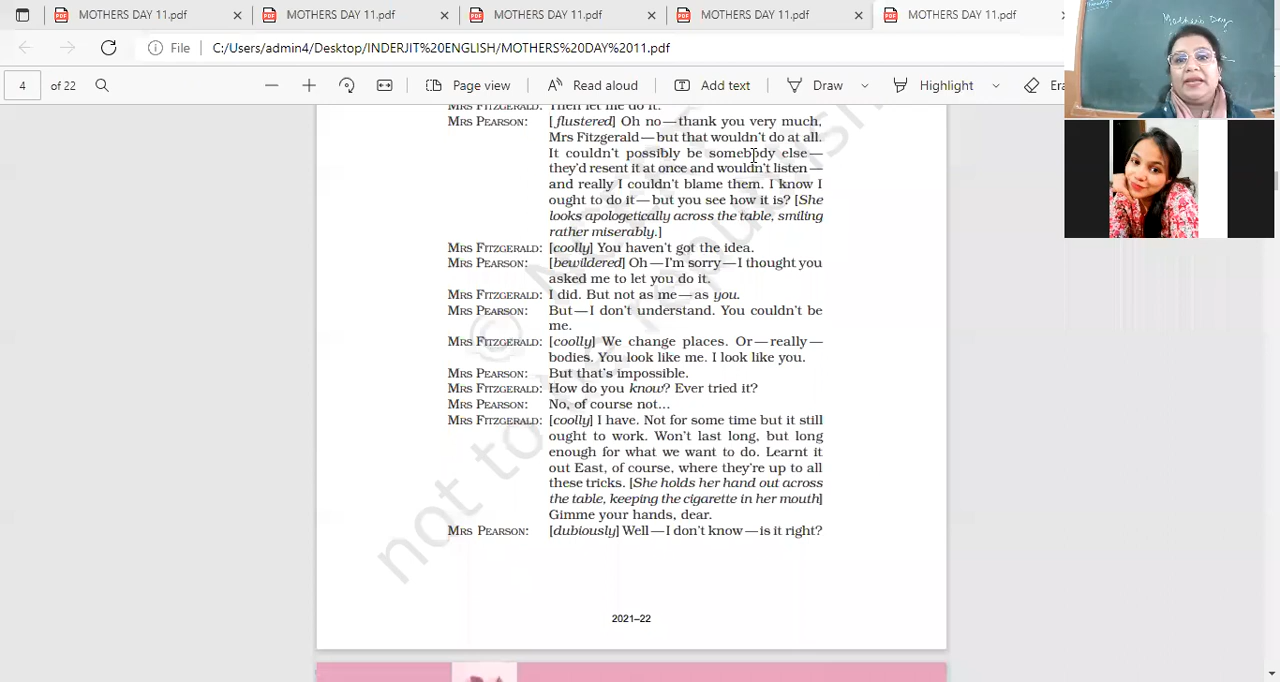 MOTHERS DAY 11.pdf
MOTHERS DAY 11.pdf
MOTHERS DAY 11.pdf
MOTHERS DAY 11.pdf
MOTHERS DAY 11.pdf
File C:/Users/admin4/Desktop/INDERJIT%20ENGLISH/MOTHERS%20DAY%2011.pdf
4 of 22 Page view Read aloud Add text Draw Highlight Era
Mothers Day
MRS FITZGERALD: Then let me do it.
MRS PEARSON: [flustered] Oh no—thank you very much,
Mrs Fitzgerald—but that wouldn't do at all.
It couldn't possibly be somebody else—
they'd resent it at once and wouldn't listen—
and really I couldn't blame them. I know I
ought to do it—but you see how it is? [She
looks apologetically across the table, smiling
rather miserably.]
MRS FITZGERALD: [coolly] You haven't got the idea.
MRS PEARSON: [bewildered] Oh—I'm sorry—I thought you
asked me to let you do it.
MRS FITZGERALD: I did. But not as me—as you.
MRS PEARSON: But—I don't understand. You couldn't be
me.
MRS FITZGERALD: [coolly] We change places. Or—really—
bodies. You look like me. I look like you.
MRS PEARSON: But that's impossible.
MRS FITZGERALD: How do you know? Ever tried it?
MRS PEARSON: No, of course not...
MRS FITZGERALD: [coolly] I have. Not for some time but it still
ought to work. Won't last long, but long
enough for what we want to do. Learnt it
out East, of course, where they're up to all
these tricks. [She holds her hand out across
the table, keeping the cigarette in her mouth]
Gimme your hands, dear.
MRS PEARSON: [dubiously] Well—I don't know—is it right?
not to be republish
2021–22